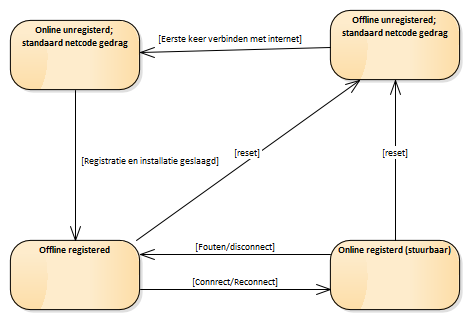 Online unregisterd;
standaard netcode gedrag
Offline unregistered;
standaard netcode gedrag
[Eerste keer verbinden met internet]
[Registratie en installatie geslaagd]
[reset]
[reset]
Offline registered
[Fouten/disconnect]
Online registerd (stuurbaar)
[Connrect/Reconnect]